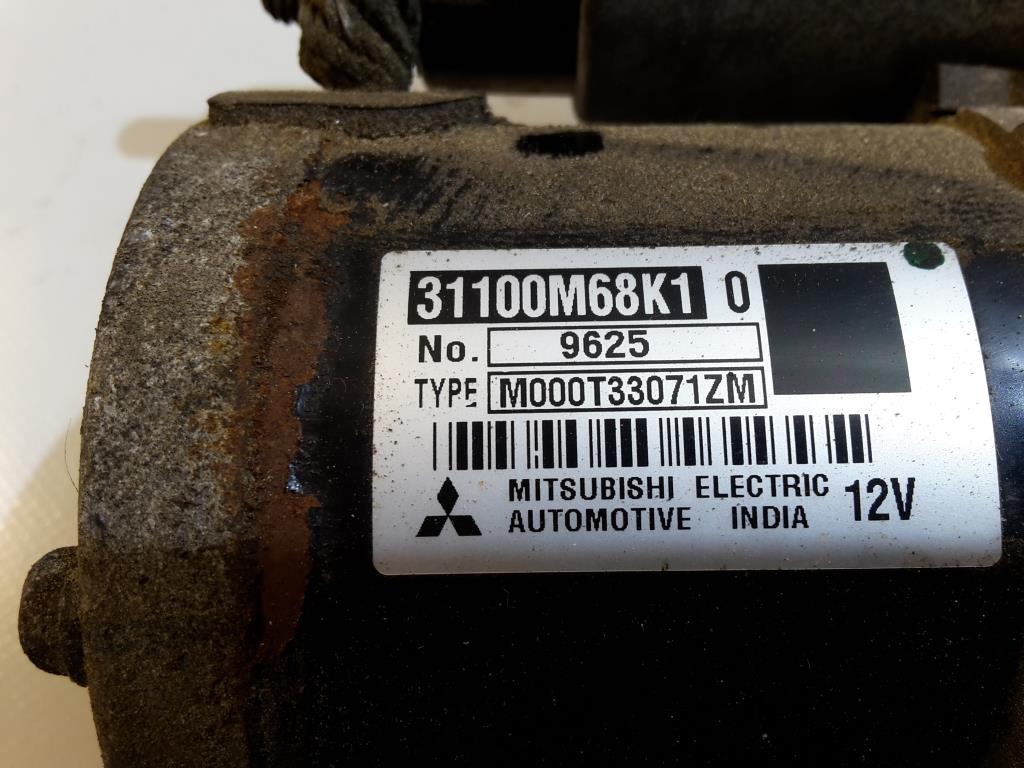 31100M68K1 0
No. 9625
TYPE M000T33071ZM
MITSUBISHI ELECTRIC
AUTOMOTIVE INDIA 12V